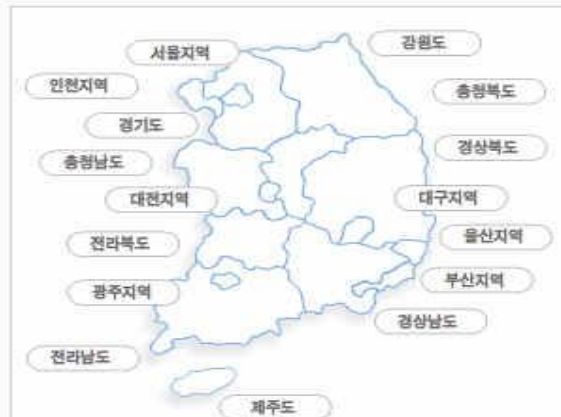 강원도
서울지역
인천지역
충청북도
경기도
경상북도
충청남도
대전지역
대구지역
울산지역
전라북도
부산지역
광주지역
경상남도
전라남도
제주도